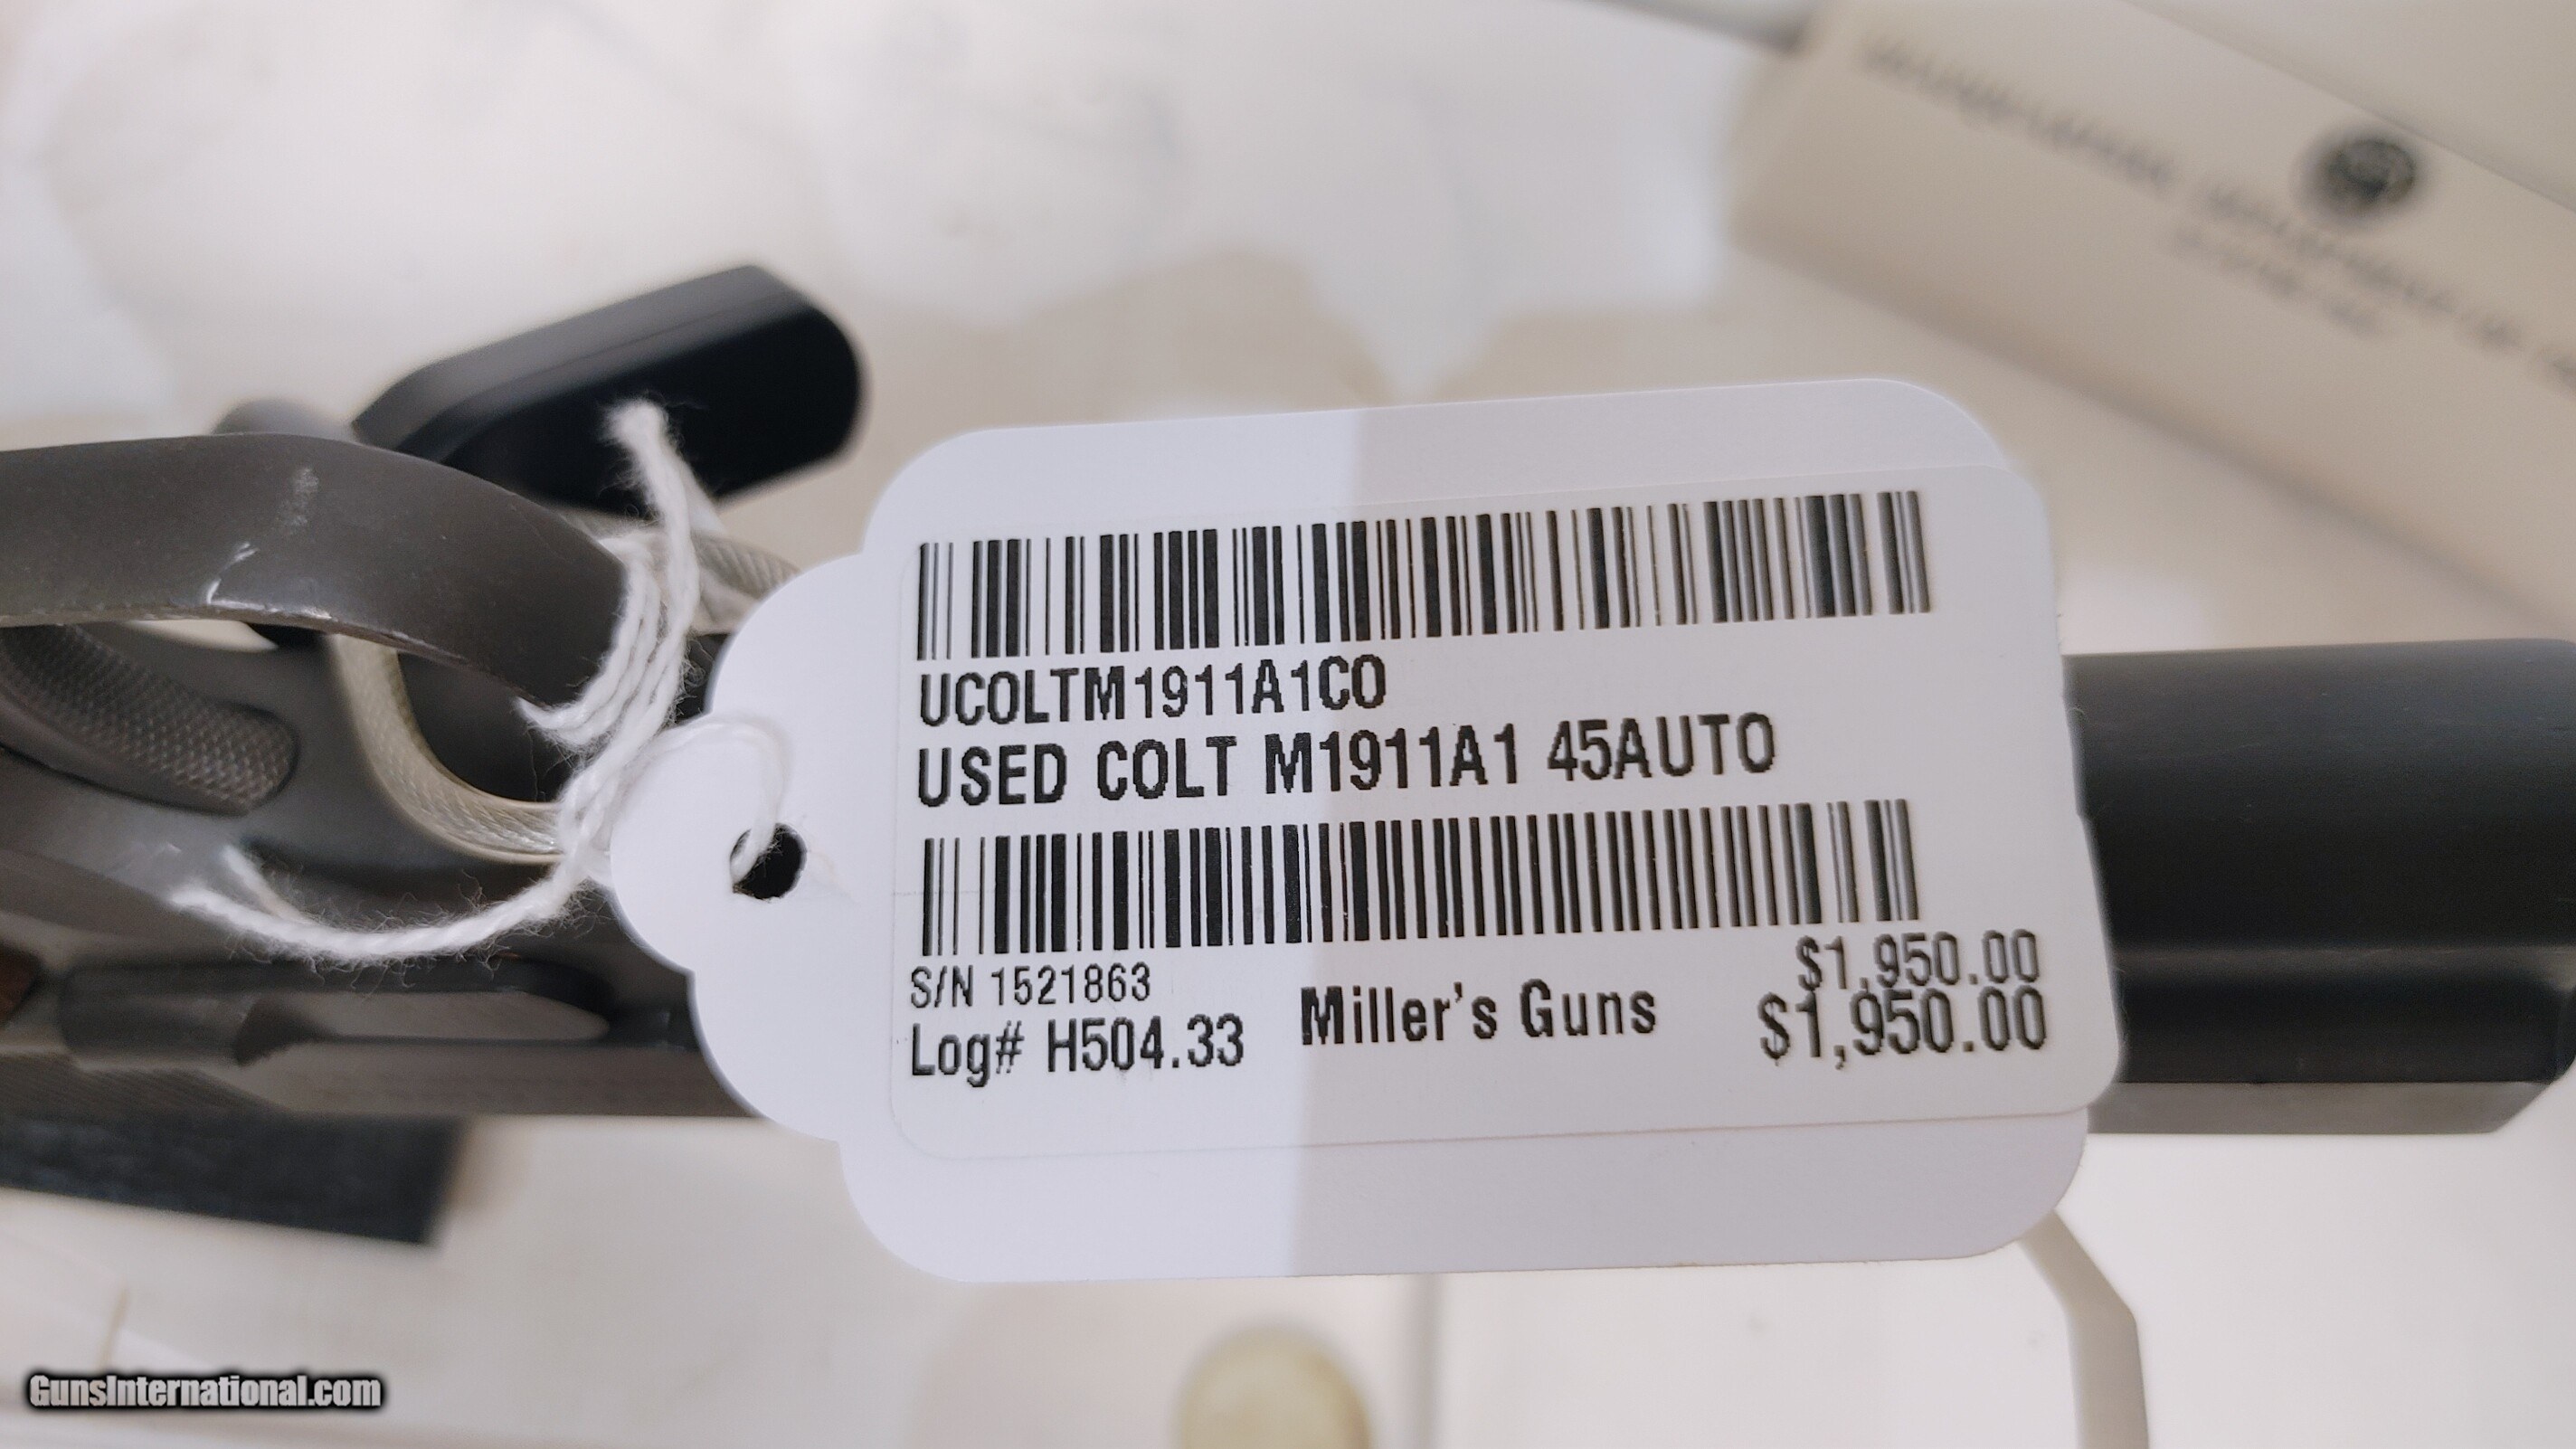 UCOLTM1911A1CO
USED COLT M1911A1 45AUTO
$1,950.00
S/N 1521863
Log# H504.33
Miller's Guns
$1,950.00
GunsInternational.com